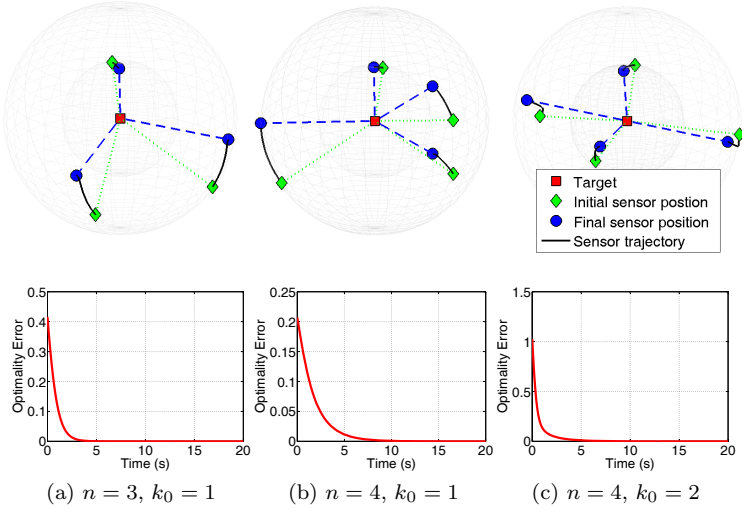 Target
Initial sensor postion
Final sensor position
Sensor trajectory
Optimality Error
0.5
0.4
0.3
0.2
0.1
0
0 5 10 15 20
Time (s)
Optimality Error
0.25
0.2
0.15
0.1
0.05
0
0 5 10 15 20
Time (s)
Optimality Error
1.5
1
0.5
0
0 5 10 15 20
Time (s)
(a) n = 3, k₀ = 1
(b) n = 4, k₀ = 1
(c) n = 4, k₀ = 2